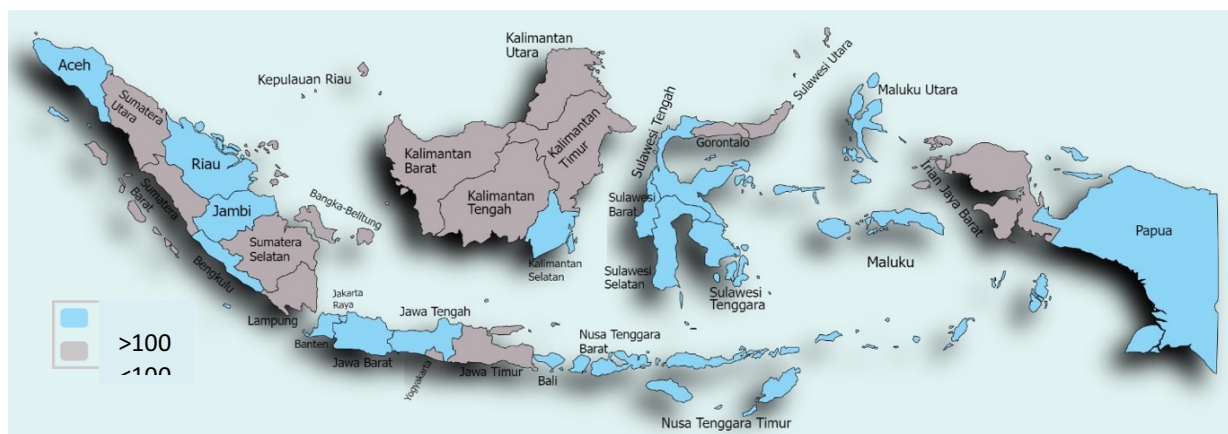 Aceh
Sumatera
Utara
Riau
Jambi
Sumatera
Barat
Sumatera
Selatan
Bengkulu
Lampung
Bangka-Belitung
Kepulauan Riau
Kalimantan
Utara
Kalimantan
Barat
Kalimantan
Tengah
Kalimantan
Timur
Kalimantan
Selatan
Sulawesi Tengah
Gorontalo
Sulawesi Utara
Sulawesi
Barat
Sulawesi
Selatan
Sulawesi
Tenggara
Maluku Utara
Maluku
Irian Jaya Barat
Papua
Jakarta
Raya
Banten
Jawa Barat
Jawa Tengah
Yogyakarta
Jawa Timur
Bali
Nusa Tenggara
Barat
Nusa Tenggara Timur
>100
<100